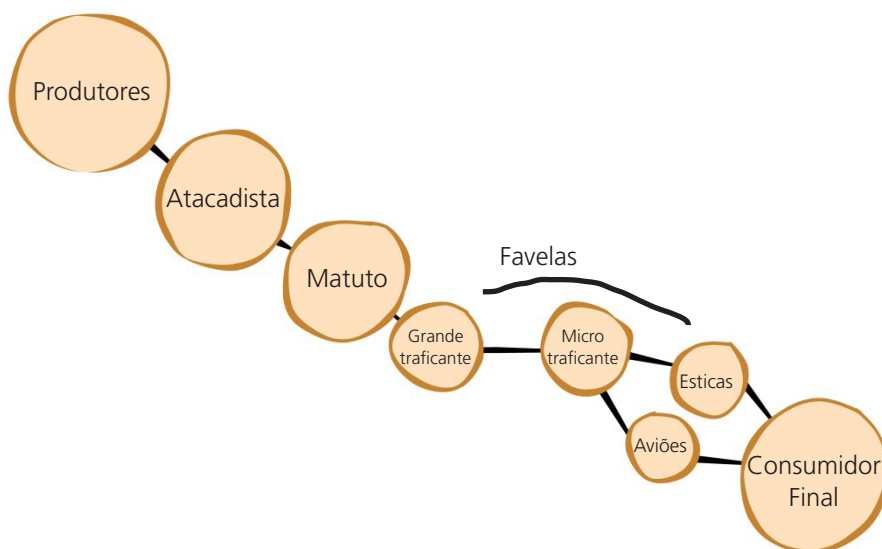 Produtores
Atacadista
Matuto
Favelas
Grande
traficante
Micro
traficante
Esticas
Aviões
Consumidor
Final